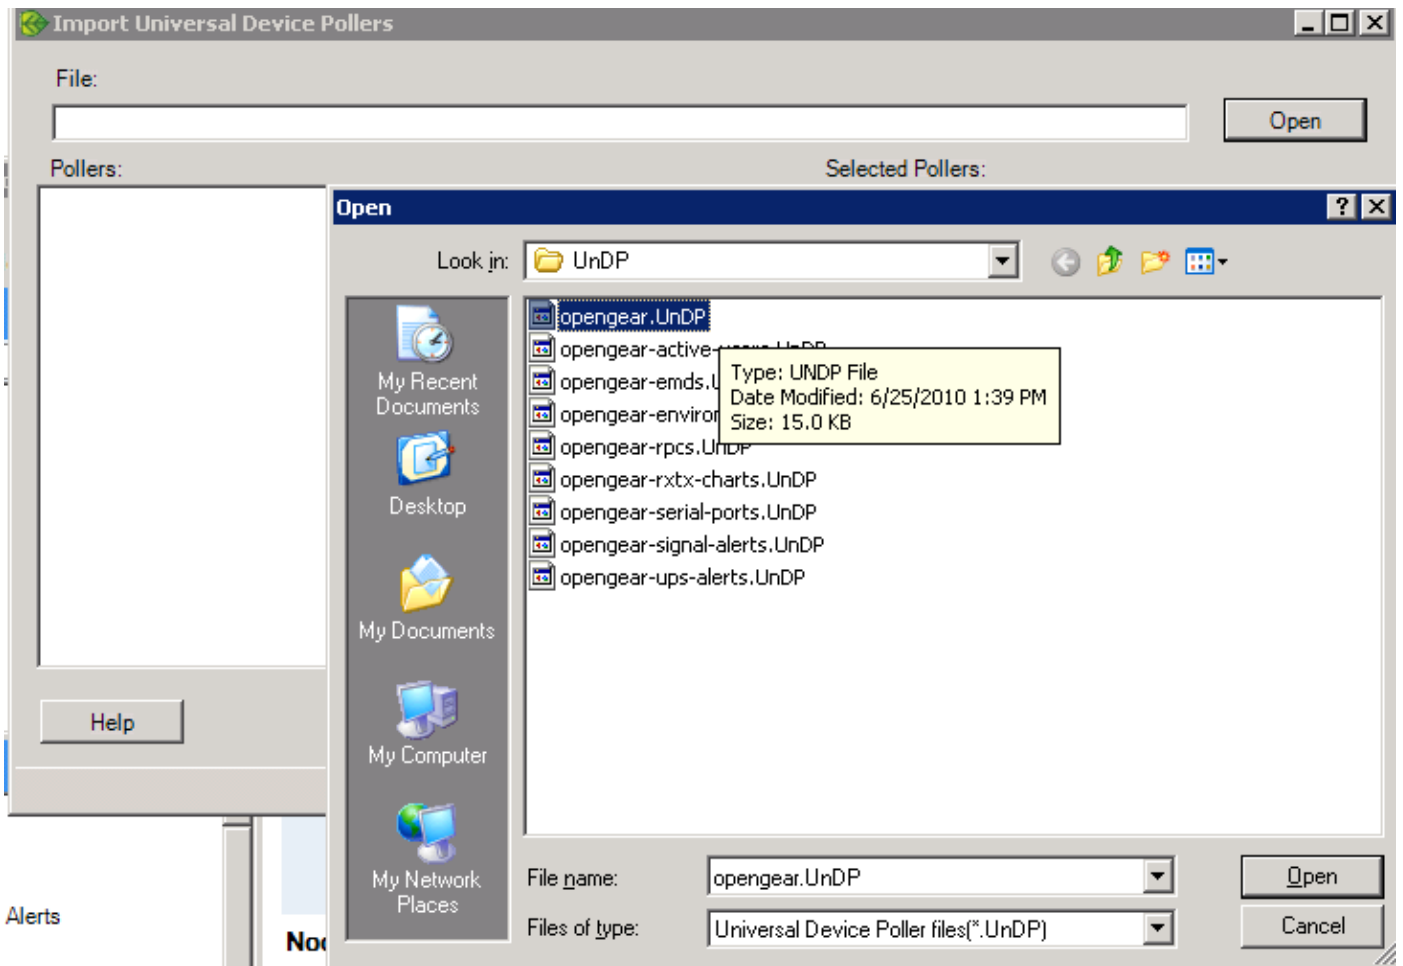 Import Universal Device Pollers
File:
Open
Pollers:
Selected Pollers:
Open
Look in:
UnDP
My Recent
Documents
Desktop
My Documents
My Computer
My Network
Places
opengear.UnDP
opengear-active-
opengear-emds.
opengear-environ
opengear-rpcs.UnDP
opengear-rxtx-charts.UnDP
opengear-serial-ports.UnDP
opengear-signal-alerts.UnDP
opengear-ups-alerts.UnDP
Type: UNDP File
Date Modified: 6/25/2010 1:39 PM
Size: 15.0 KB
File name:
opengear.UnDP
Open
Files of type:
Universal Device Poller files(*.UnDP)
Cancel
Help
Alerts